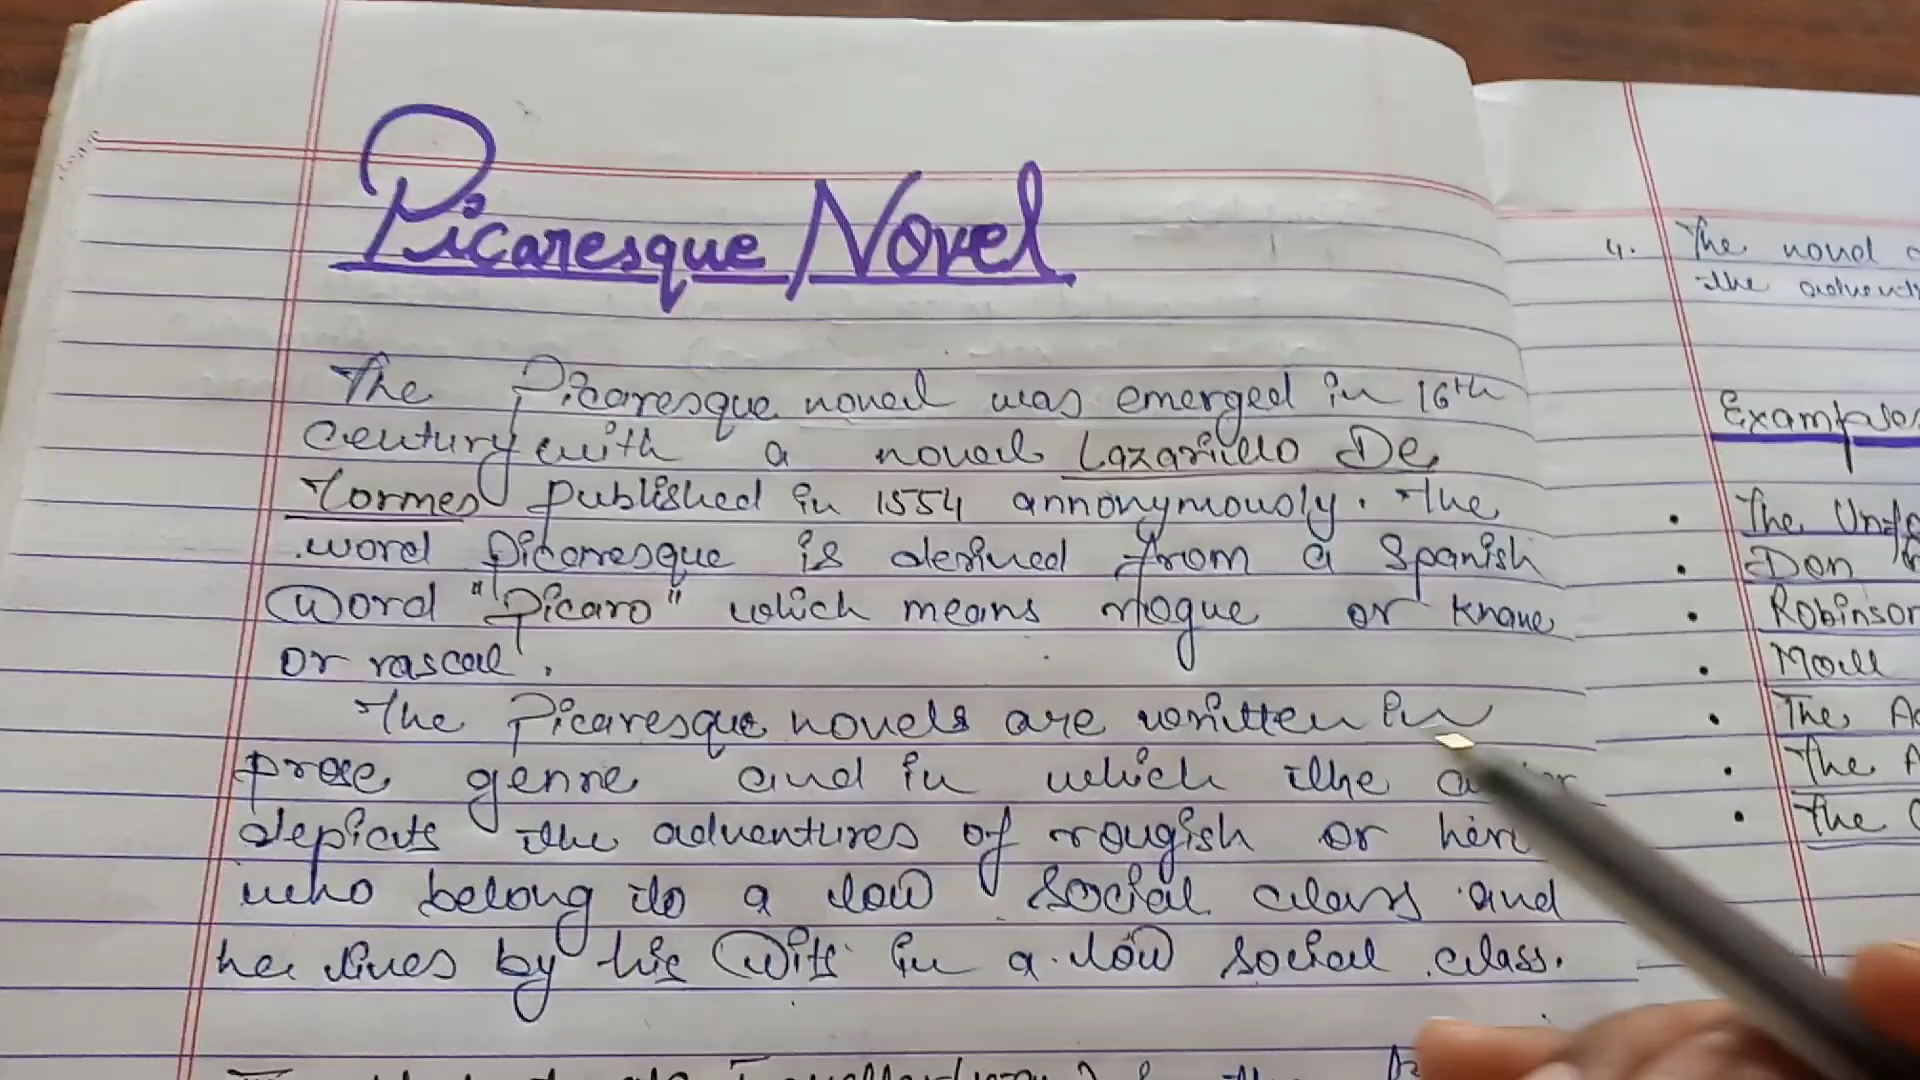 Picaresque Novel
The Picaresque novel was emerged in 16th
century with a novel Lazarillo De
Tormes published in 1554 annonymously. The
word Picarresque is derived from a Spanish
Word "Picaro" which means rogue or knave
or rascal.
The Picaresque novels are written in
prose genre and in which the
depicts the adventures of rougish or
who belong to a low social class and
he lives by his wits in a low social class.
4. The novel
the
Examples
• The
• Don
• Robinson
• Moll
• The
• The
• The